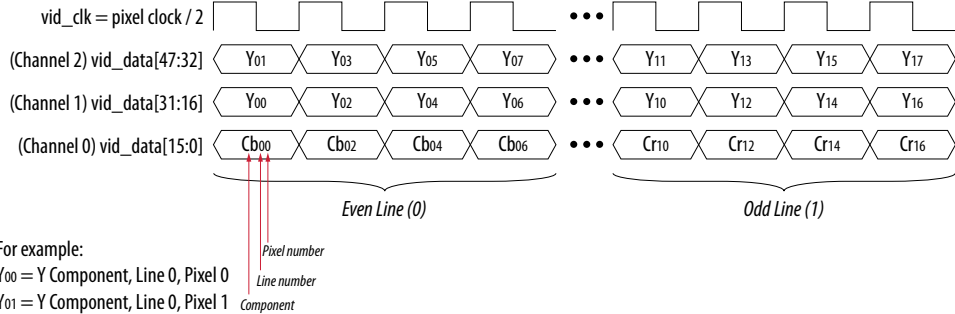 vid_clk = pixel clock / 2 •••
(Channel 2) vid_data[47:32] Y01 Y03 Y05 Y07 ••• Y11 Y13 Y15 Y17
(Channel 1) vid_data[31:16] Y00 Y02 Y04 Y06 ••• Y10 Y12 Y14 Y16
(Channel 0) vid_data[15:0] Cb00 Cb02 Cb04 Cb06 ••• Cr10 Cr12 Cr14 Cr16
Even Line (0) Odd Line (1)
For example:
Pixel number
Y00 = Y Component, Line 0, Pixel 0
Line number
Y01 = Y Component, Line 0, Pixel 1
Component